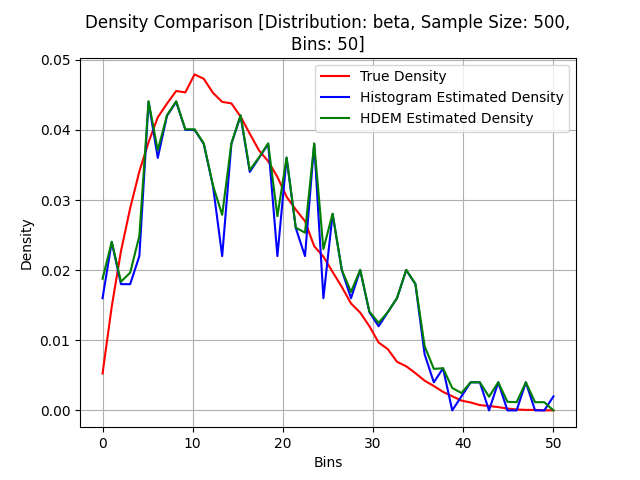 Density Comparison [Distribution: beta, Sample Size: 500,
Bins: 50]
True Density
Histogram Estimated Density
HDEM Estimated Density
Density
0.05
0.04
0.03
0.02
0.01
0.00
0 10 20 30 40 50
Bins